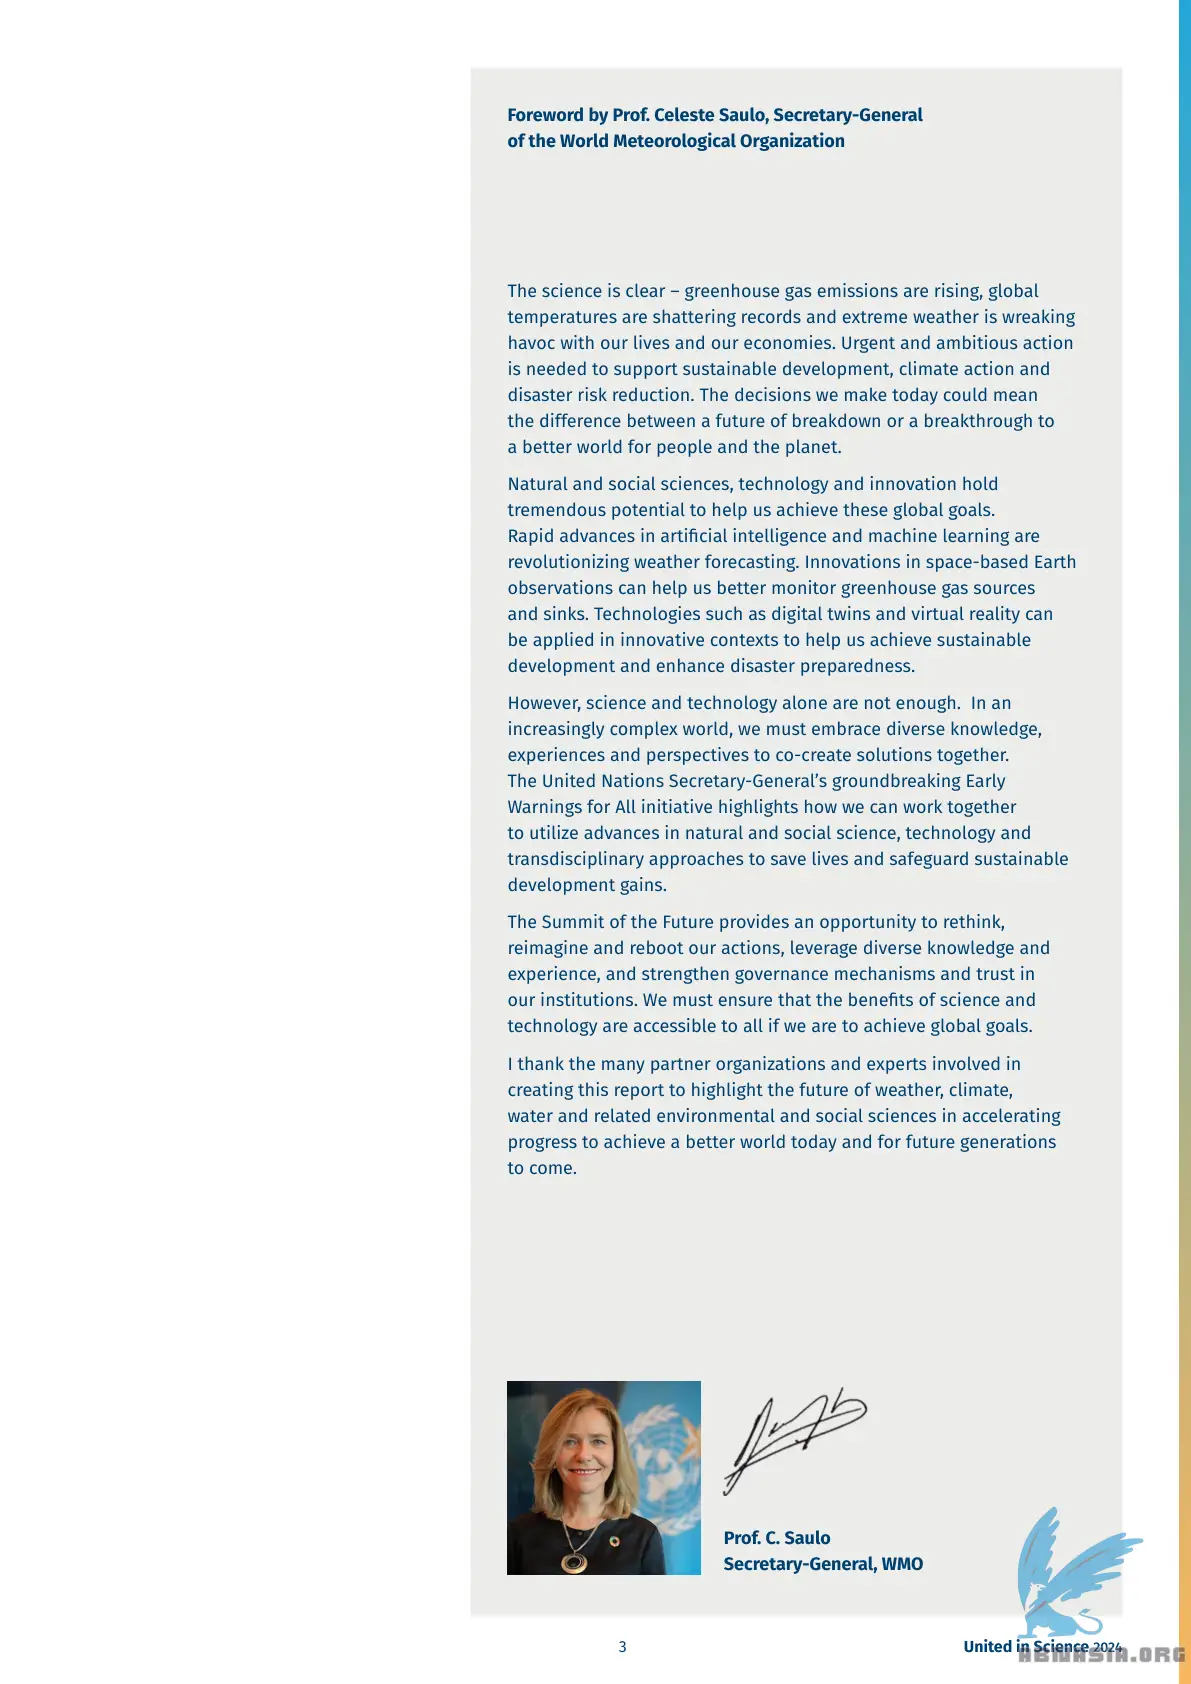 Foreword by Prof. Celeste Saulo, Secretary-General
of the World Meteorological Organization
The science is clear – greenhouse gas emissions are rising, global
temperatures are shattering records and extreme weather is wreaking
havoc with our lives and our economies. Urgent and ambitious action
is needed to support sustainable development, climate action and
disaster risk reduction. The decisions we make today could mean
the difference between a future of breakdown or a breakthrough to
a better world for people and the planet.
Natural and social sciences, technology and innovation hold
tremendous potential to help us achieve these global goals.
Rapid advances in artificial intelligence and machine learning are
revolutionizing weather forecasting. Innovations in space-based Earth
observations can help us better monitor greenhouse gas sources
and sinks. Technologies such as digital twins and virtual reality can
be applied in innovative contexts to help us achieve sustainable
development and enhance disaster preparedness.
However, science and technology alone are not enough.  In an
increasingly complex world, we must embrace diverse knowledge,
experiences and perspectives to co-create solutions together.
The United Nations Secretary-General’s groundbreaking Early
Warnings for All initiative highlights how we can work together
to utilize advances in natural and social science, technology and
transdisciplinary approaches to save lives and safeguard sustainable
development gains.
The Summit of the Future provides an opportunity to rethink,
reimagine and reboot our actions, leverage diverse knowledge and
experience, and strengthen governance mechanisms and trust in
our institutions. We must ensure that the benefits of science and
technology are accessible to all if we are to achieve global goals.
I thank the many partner organizations and experts involved in
creating this report to highlight the future of weather, climate,
water and related environmental and social sciences in accelerating
progress to achieve a better world today and for future generations
to come.
Prof. C. Saulo
Secretary-General, WMO
3
United in Science 2024
ABNASIA.ORG